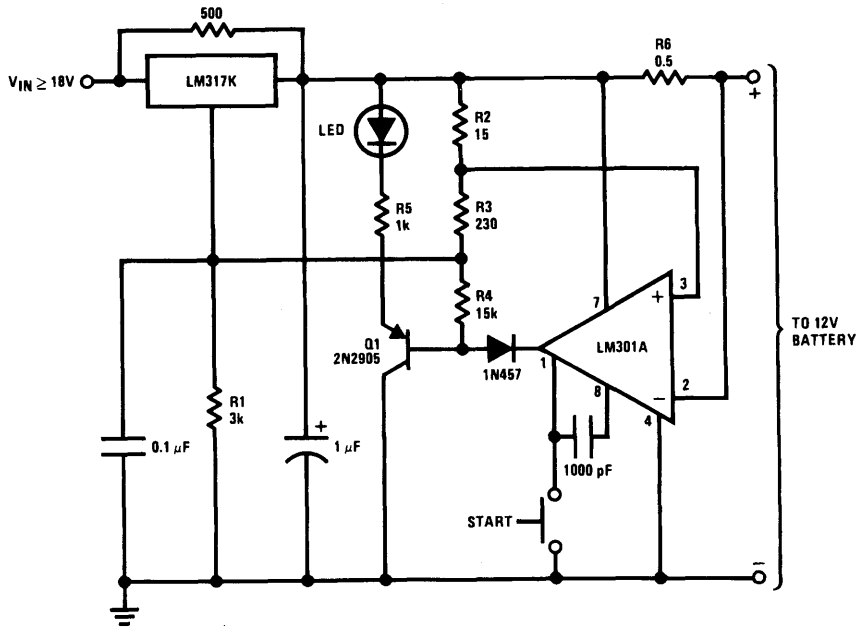 500
V_IN ≥ 18V
LM317K
R6
0.5
+
LED
R2
15
R5
1k
R3
230
R4
15k
7
+
3
LM301A
TO 12V
BATTERY
Q1
2N2905
1N457
1
8
−
2
4
R1
3k
0.1 µF
+
1 µF
1000 pF
START
−